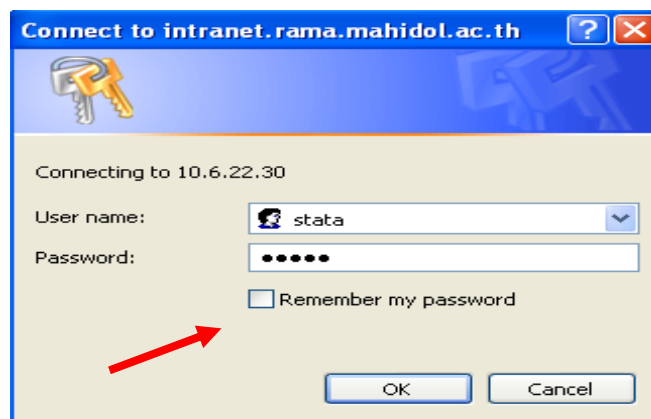 Connect to intranet.rama.mahidol.ac.th
Connecting to 10.6.22.30
User name: stata
Password: •••••
Remember my password
OK Cancel